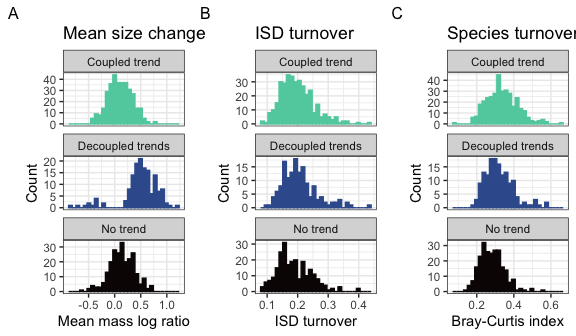 A
Mean size change
Coupled trend
40
30
20
10
0
Decoupled trends
20
15
10
5
0
No trend
30
20
10
0
-0.5 0.0 0.5 1.0
Mean mass log ratio
Count
B
ISD turnover
Coupled trend
30
20
10
0
Decoupled trends
15
10
5
0
No trend
30
20
10
0
0.1 0.2 0.3 0.4
ISD turnover
Count
C
Species turnover
Coupled trend
40
30
20
10
0
Decoupled trends
15
10
5
0
No trend
30
20
10
0
0.2 0.4 0.6
Bray-Curtis index
Count